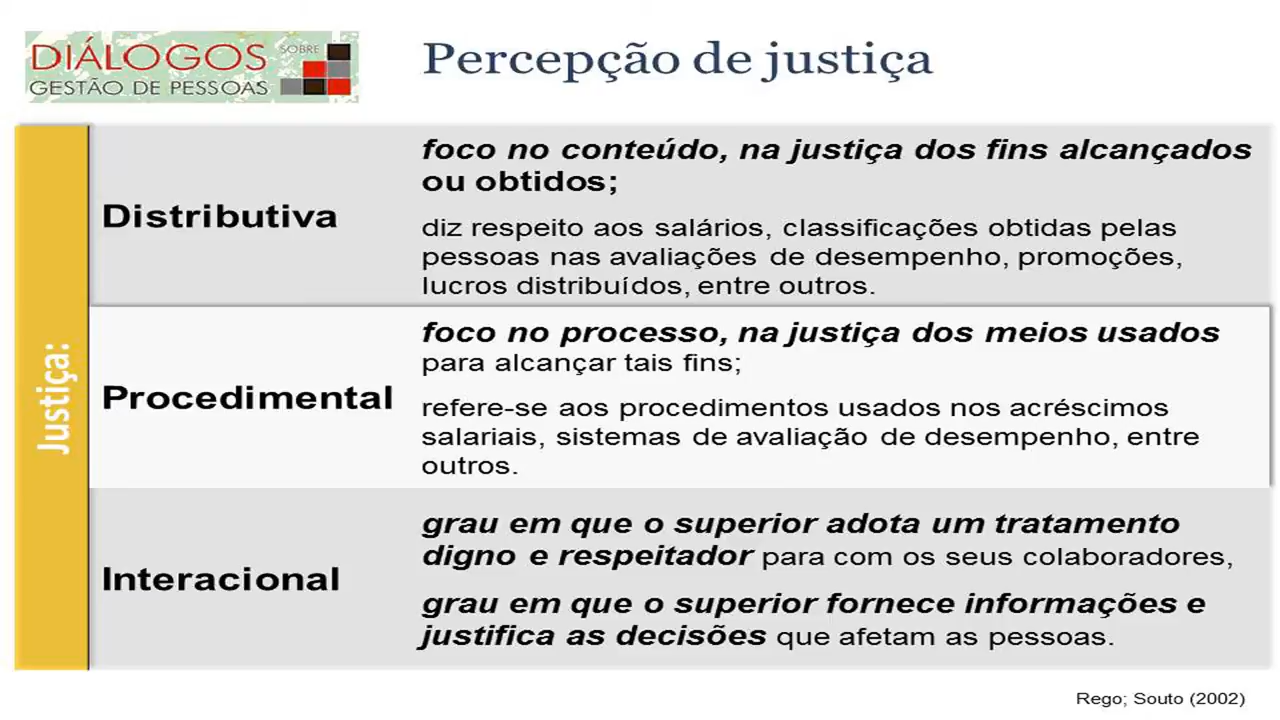 DIÁLOGOS SOBRE
GESTÃO DE PESSOAS
Percepção de justiça
Justiça:
Distributiva
foco no conteúdo, na justiça dos fins alcançados
ou obtidos;
diz respeito aos salários, classificações obtidas pelas
pessoas nas avaliações de desempenho, promoções,
lucros distribuídos, entre outros.
Procedimental
foco no processo, na justiça dos meios usados
para alcançar tais fins;
refere-se aos procedimentos usados nos acréscimos
salariais, sistemas de avaliação de desempenho, entre
outros.
Interacional
grau em que o superior adota um tratamento
digno e respeitador para com os seus colaboradores,
grau em que o superior fornece informações e
justifica as decisões que afetam as pessoas.
Rego; Souto (2002)